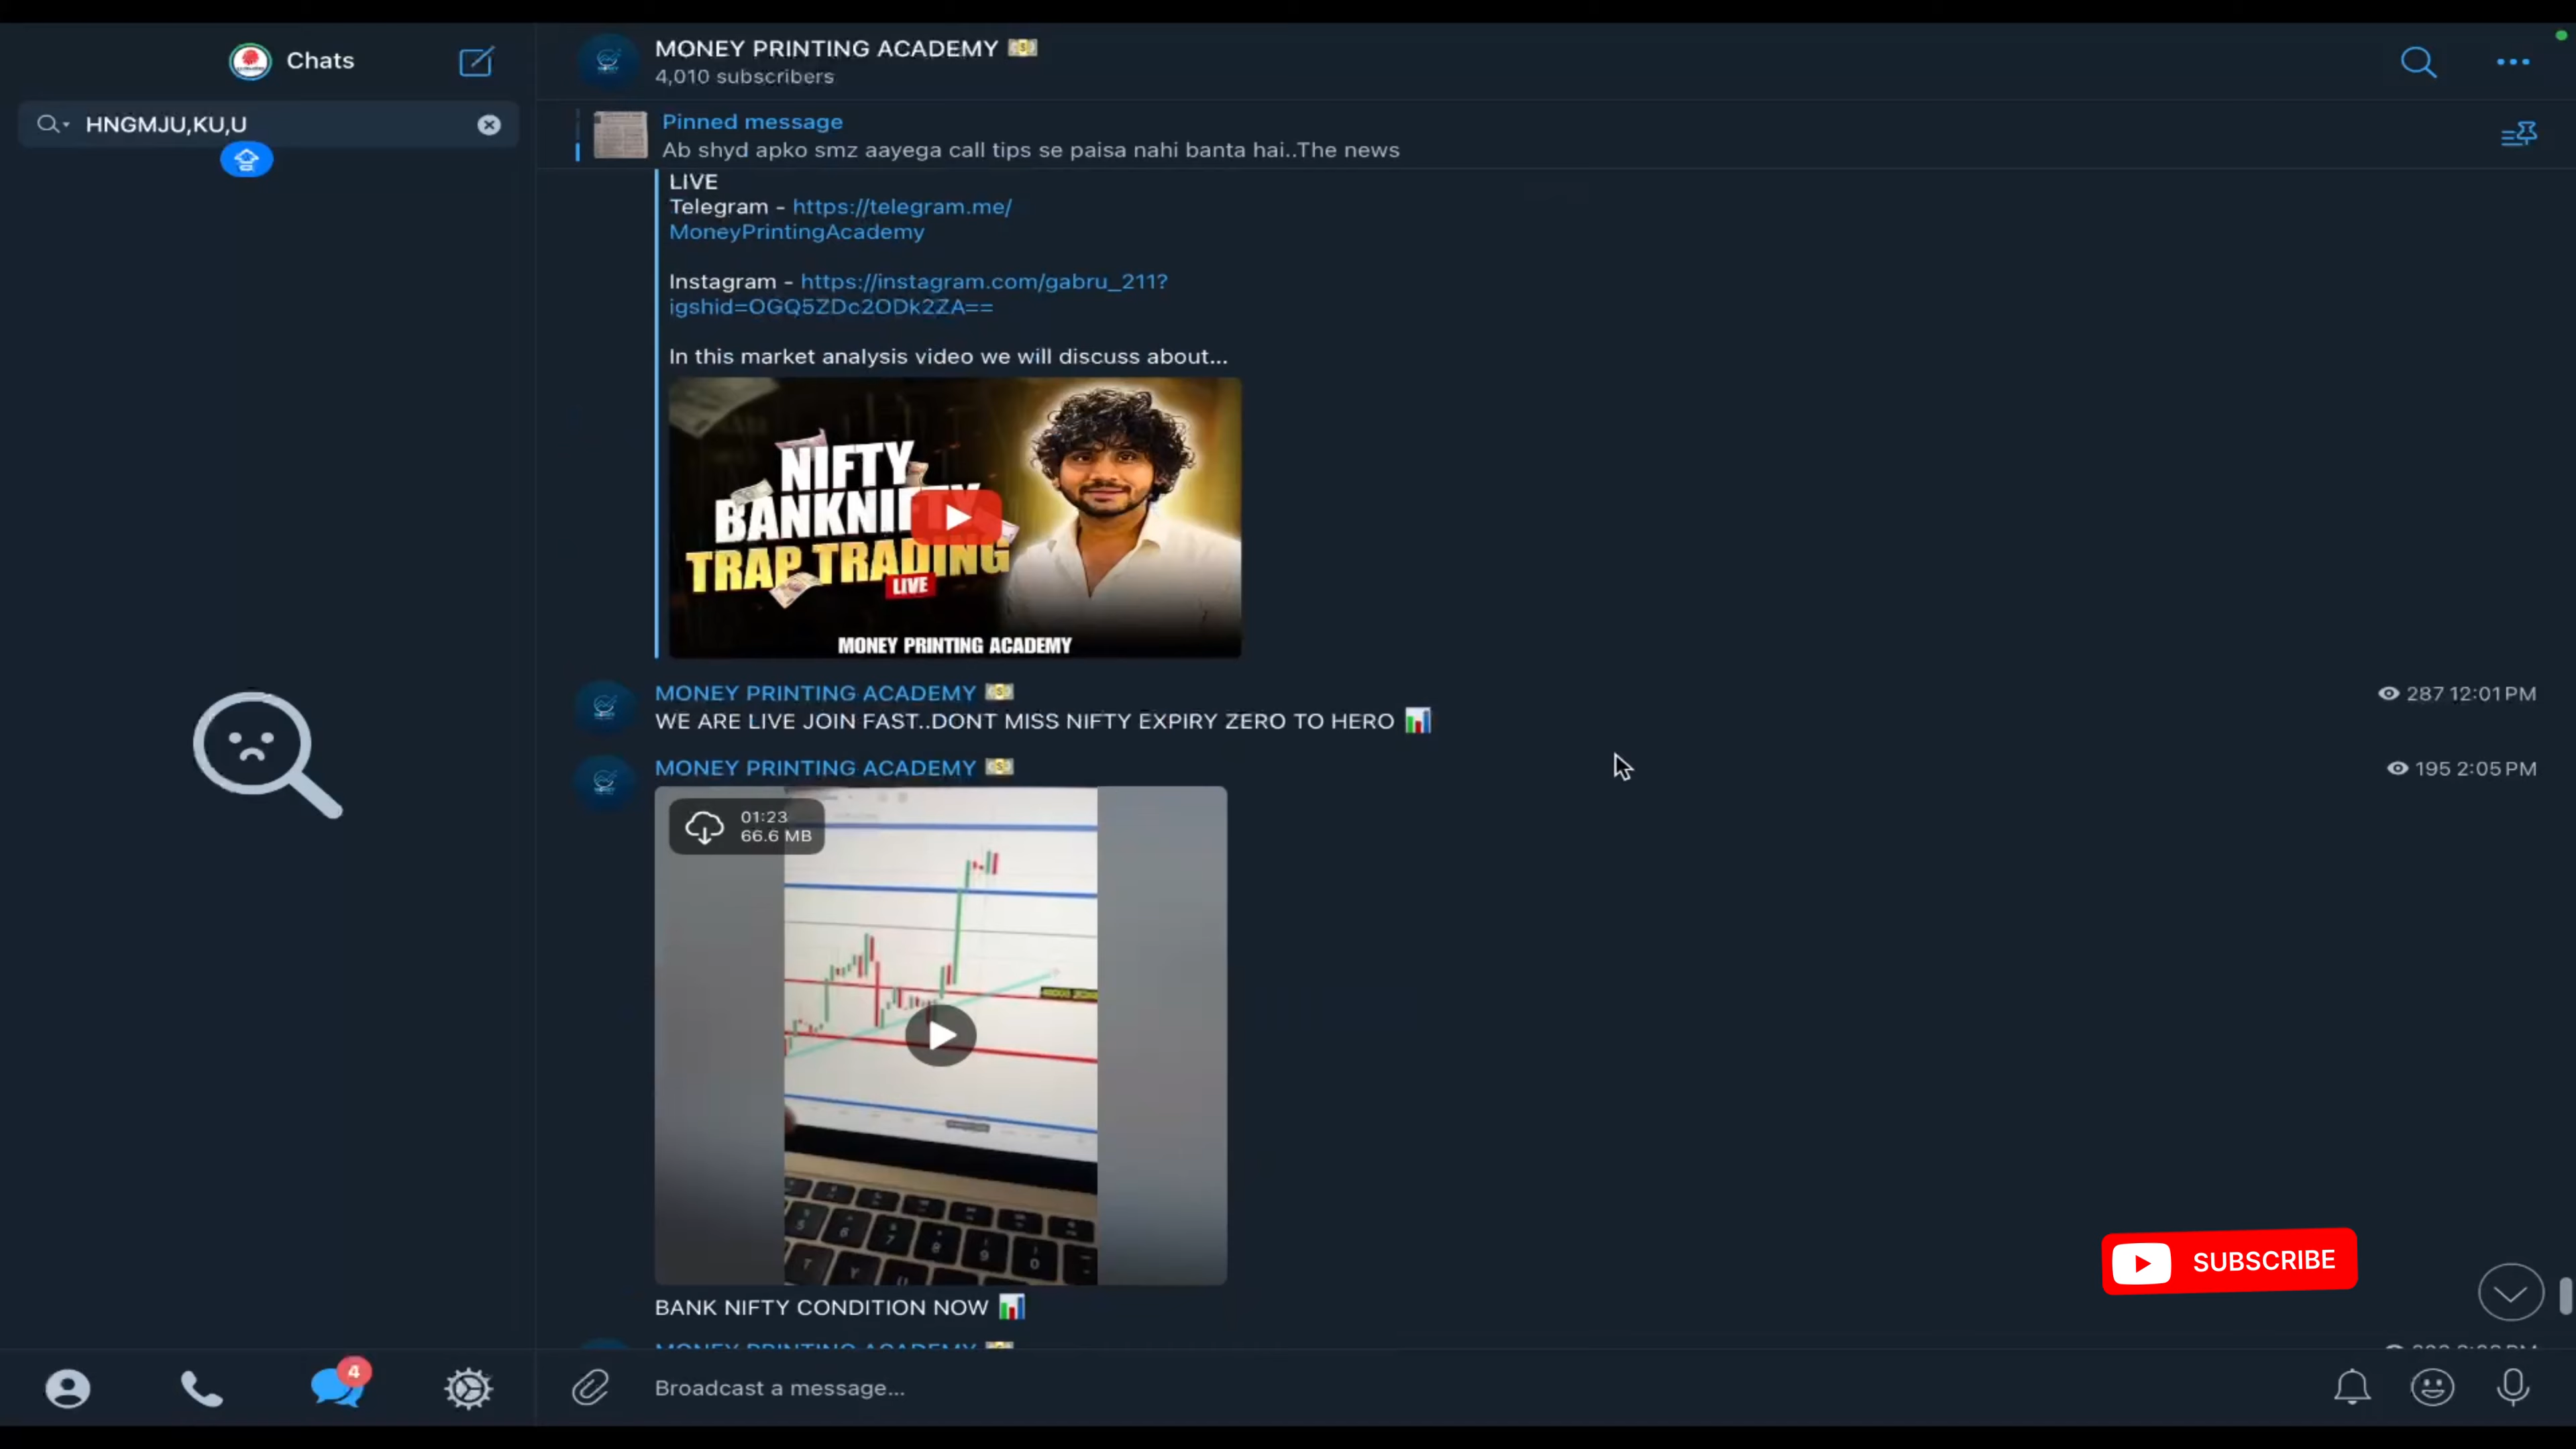 Chats
HNGMJU,KU,U
MONEY PRINTING ACADEMY
4,010 subscribers
Pinned message
Ab shyd apko smz aayega call tips se paisa nahi banta hai..The news
LIVE
Telegram - https://telegram.me/
MoneyPrintingAcademy
Instagram - https://instagram.com/gabru_211?
igshid=OGQ5ZDc2ODk2ZA==
In this market analysis video we will discuss about...
NIFTY
TRAP TRADING
LIVE
MONEY PRINTING ACADEMY
MONEY PRINTING ACADEMY
287 12:01 PM
WE ARE LIVE JOIN FAST..DONT MISS NIFTY EXPIRY ZERO TO HERO
MONEY PRINTING ACADEMY
195 2:05 PM
01:23
66.6 MB
BANK NIFTY CONDITION NOW
SUBSCRIBE
MONEY PRINTING ACADEMY
4
Broadcast a message...